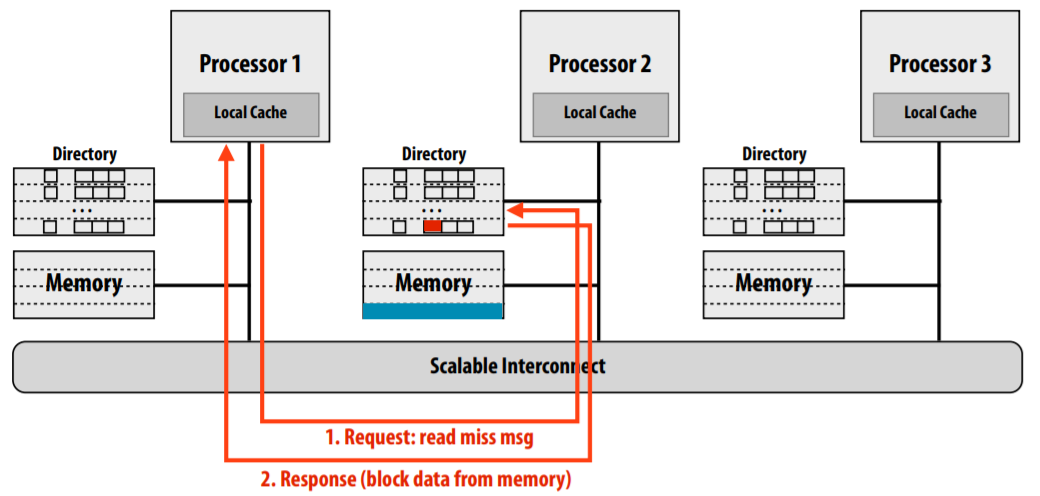 Processor 1
Local Cache
Processor 2
Local Cache
Processor 3
Local Cache
Directory
...
Memory
Directory
...
Memory
Directory
...
Memory
Scalable Interconnect
1. Request: read miss msg
2. Response (block data from memory)